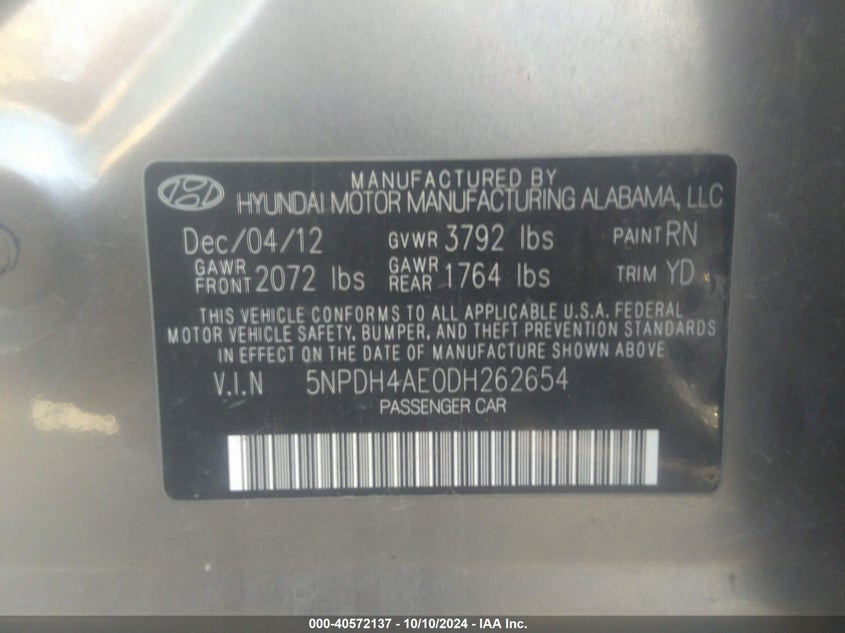 MANUFACTURED BY
HYUNDAI MOTOR MANUFACTURING ALABAMA, LLC
Dec/04/12 GVWR 3792 lbs PAINT RN
GAWR FRONT 2072 lbs GAWR REAR 1764 lbs TRIM YD
THIS VEHICLE CONFORMS TO ALL APPLICABLE U.S.A. FEDERAL
MOTOR VEHICLE SAFETY, BUMPER, AND THEFT PREVENTION STANDARDS
IN EFFECT ON THE DATE OF MANUFACTURE SHOWN ABOVE
V.I.N 5NPDH4AE0DH262654
PASSENGER CAR
000-40572137 - 10/10/2024 - IAA Inc.